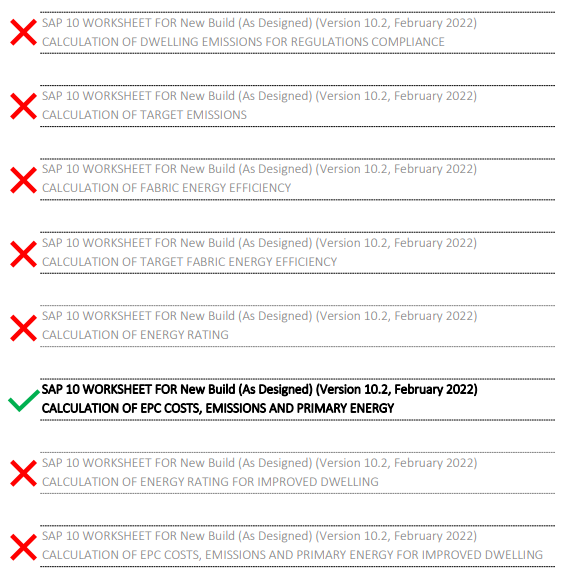 SAP 10 WORKSHEET FOR New Build (As Designed) (Version 10.2, February 2022)
CALCULATION OF DWELLING EMISSIONS FOR REGULATIONS COMPLIANCE
SAP 10 WORKSHEET FOR New Build (As Designed) (Version 10.2, February 2022)
CALCULATION OF TARGET EMISSIONS
SAP 10 WORKSHEET FOR New Build (As Designed) (Version 10.2, February 2022)
CALCULATION OF FABRIC ENERGY EFFICIENCY
SAP 10 WORKSHEET FOR New Build (As Designed) (Version 10.2, February 2022)
CALCULATION OF TARGET FABRIC ENERGY EFFICIENCY
SAP 10 WORKSHEET FOR New Build (As Designed) (Version 10.2, February 2022)
CALCULATION OF ENERGY RATING
SAP 10 WORKSHEET FOR New Build (As Designed) (Version 10.2, February 2022)
CALCULATION OF EPC COSTS, EMISSIONS AND PRIMARY ENERGY
SAP 10 WORKSHEET FOR New Build (As Designed) (Version 10.2, February 2022)
CALCULATION OF ENERGY RATING FOR IMPROVED DWELLING
SAP 10 WORKSHEET FOR New Build (As Designed) (Version 10.2, February 2022)
CALCULATION OF EPC COSTS, EMISSIONS AND PRIMARY ENERGY FOR IMPROVED DWELLING